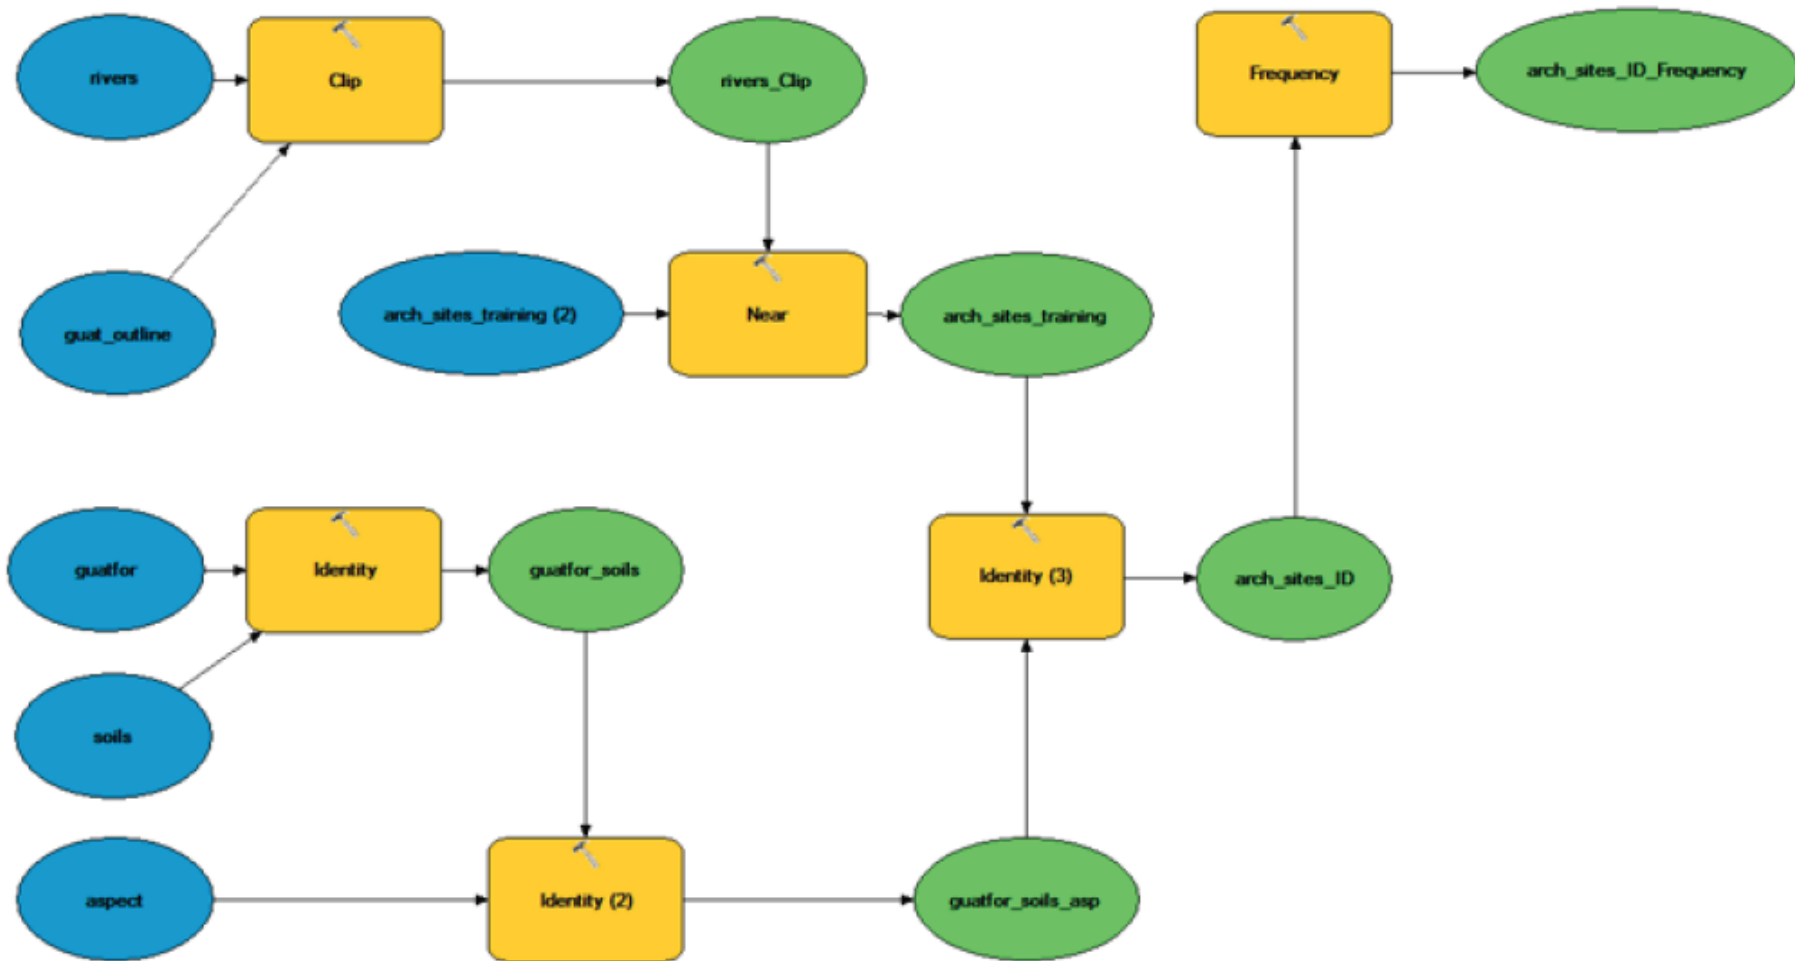 rivers
Clip
rivers_Clip
Frequency
arch_sites_ID_Frequency
guat_outline
arch_sites_training (2)
Near
arch_sites_training
guatfor
Identity
guatfor_soils
Identity (3)
arch_sites_ID
soils
aspect
Identity (2)
guatfor_soils_asp